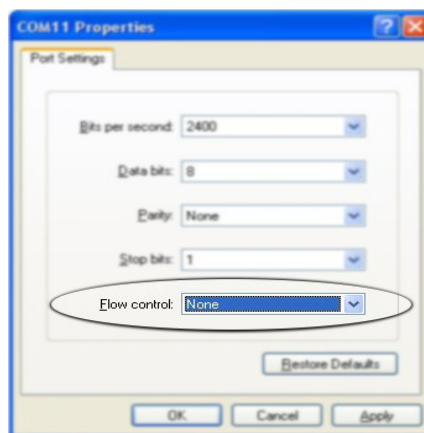 COM11 Properties
Port Settings
Bits per second: 2400
Data bits: 8
Parity: None
Stop bits: 1
Flow control: None
Restore Defaults
OK Cancel Apply